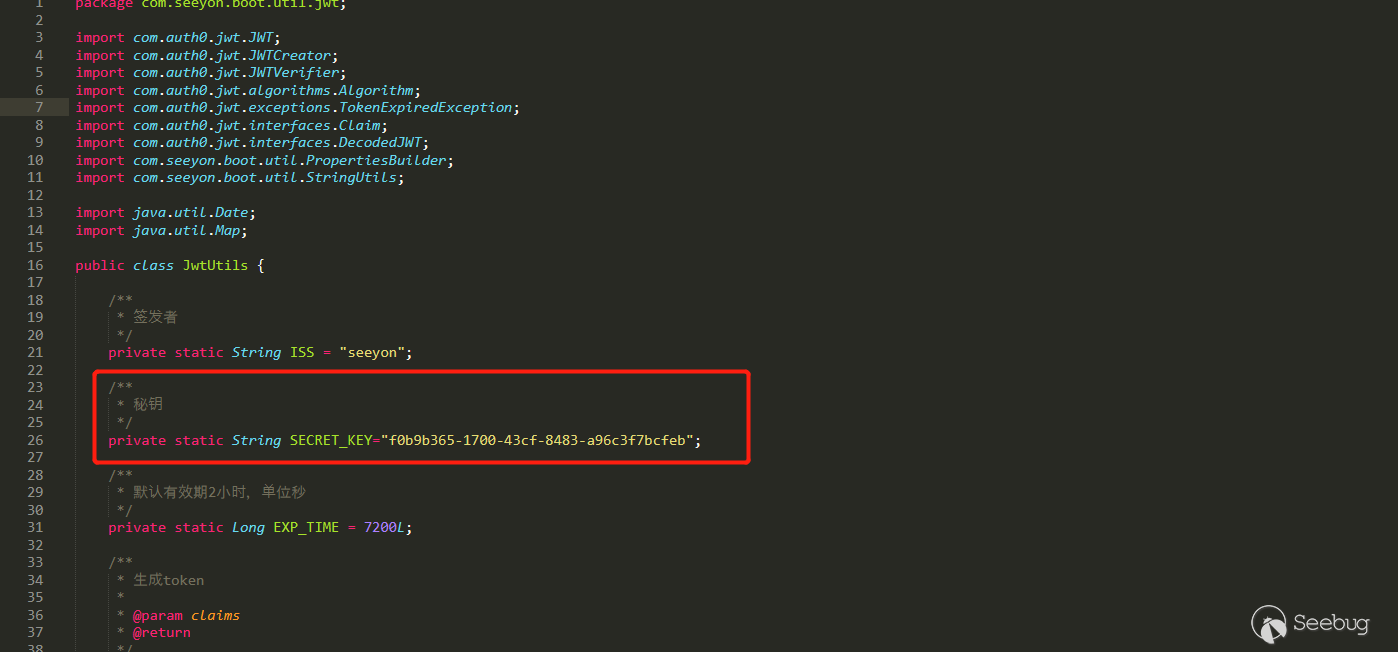 1 package com.seeyon.boot.util.jwt;
2
3 import com.auth0.jwt.JWT;
4 import com.auth0.jwt.JWTCreator;
5 import com.auth0.jwt.JWTVerifier;
6 import com.auth0.jwt.algorithms.Algorithm;
7 import com.auth0.jwt.exceptions.TokenExpiredException;
8 import com.auth0.jwt.interfaces.Claim;
9 import com.auth0.jwt.interfaces.DecodedJWT;
10 import com.seeyon.boot.util.PropertiesBuilder;
11 import com.seeyon.boot.util.StringUtils;
12
13 import java.util.Date;
14 import java.util.Map;
15
16 public class JwtUtils {
17
18 /**
19 * 签发者
20 */
21 private static String ISS = "seeyon";
22
23 /**
24 * 秘钥
25 */
26 private static String SECRET_KEY="f0b9b365-1700-43cf-8483-a96c3f7bcfeb";
27
28 /**
29 * 默认有效期2小时, 单位秒
30 */
31 private static Long EXP_TIME = 7200L;
32
33 /**
34 * 生成token
35 *
36 * @param claims
37 * @return
38 */
Seebug